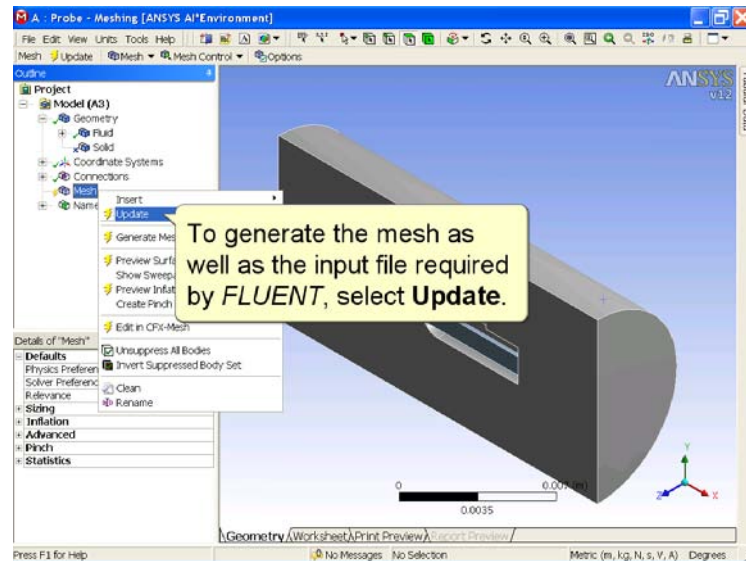 A : Probe - Meshing [ANSYS AI*Environment]
File Edit View Units Tools Help
Mesh Update Mesh Mesh Control Options
Outline
Project
Model (A3)
Geometry
Fluid
Solid
Coordinate Systems
Connections
Mesh
Name
Insert
Update
Generate Mes
Preview Surfa
Show Sweepa
Preview Inflat
Create Pinch
Edit in CFX-Mesh
Unsuppress All Bodies
Invert Suppressed Body Set
Clean
Rename
To generate the mesh as
well as the input file required
by FLUENT, select Update.
ANSYS
v12
Details of "Mesh"
Defaults
Physics Preferen
Solver Preferenc
Relevance
Sizing
Inflation
Advanced
Pinch
Statistics
0
0.007 (m)
0.0035
Y
Z
X
Geometry Worksheet Print Preview Report Preview
Press F1 for Help
No Messages
No Selection
Metric (m, kg, N, s, V, A)
Degrees